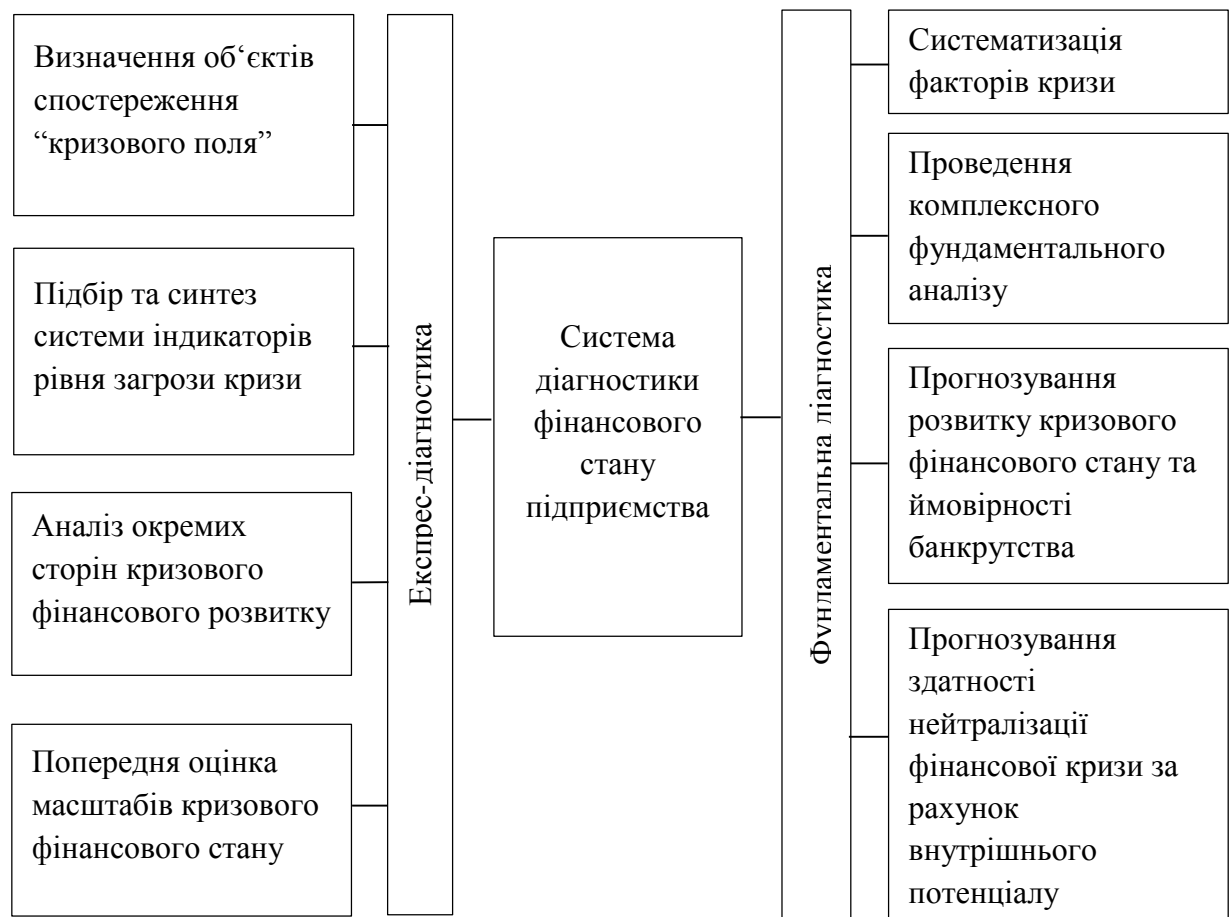 Визначення об‘єктів
спостереження
“кризового поля”
Підбір та синтез
системи індикаторів
рівня загрози кризи
Аналіз окремих
сторін кризового
фінансового розвитку
Попередня оцінка
масштабів кризового
фінансового стану
Експрес-діагностика
Система
діагностики
фінансового
стану
підприємства
Фундаментальна діагностика
Систематизація
факторів кризи
Проведення
комплексного
фундаментального
аналізу
Прогнозування
розвитку кризового
фінансового стану та
ймовірності
банкрутства
Прогнозування
здатності
нейтралізації
фінансової кризи за
рахунок
внутрішнього
потенціалу